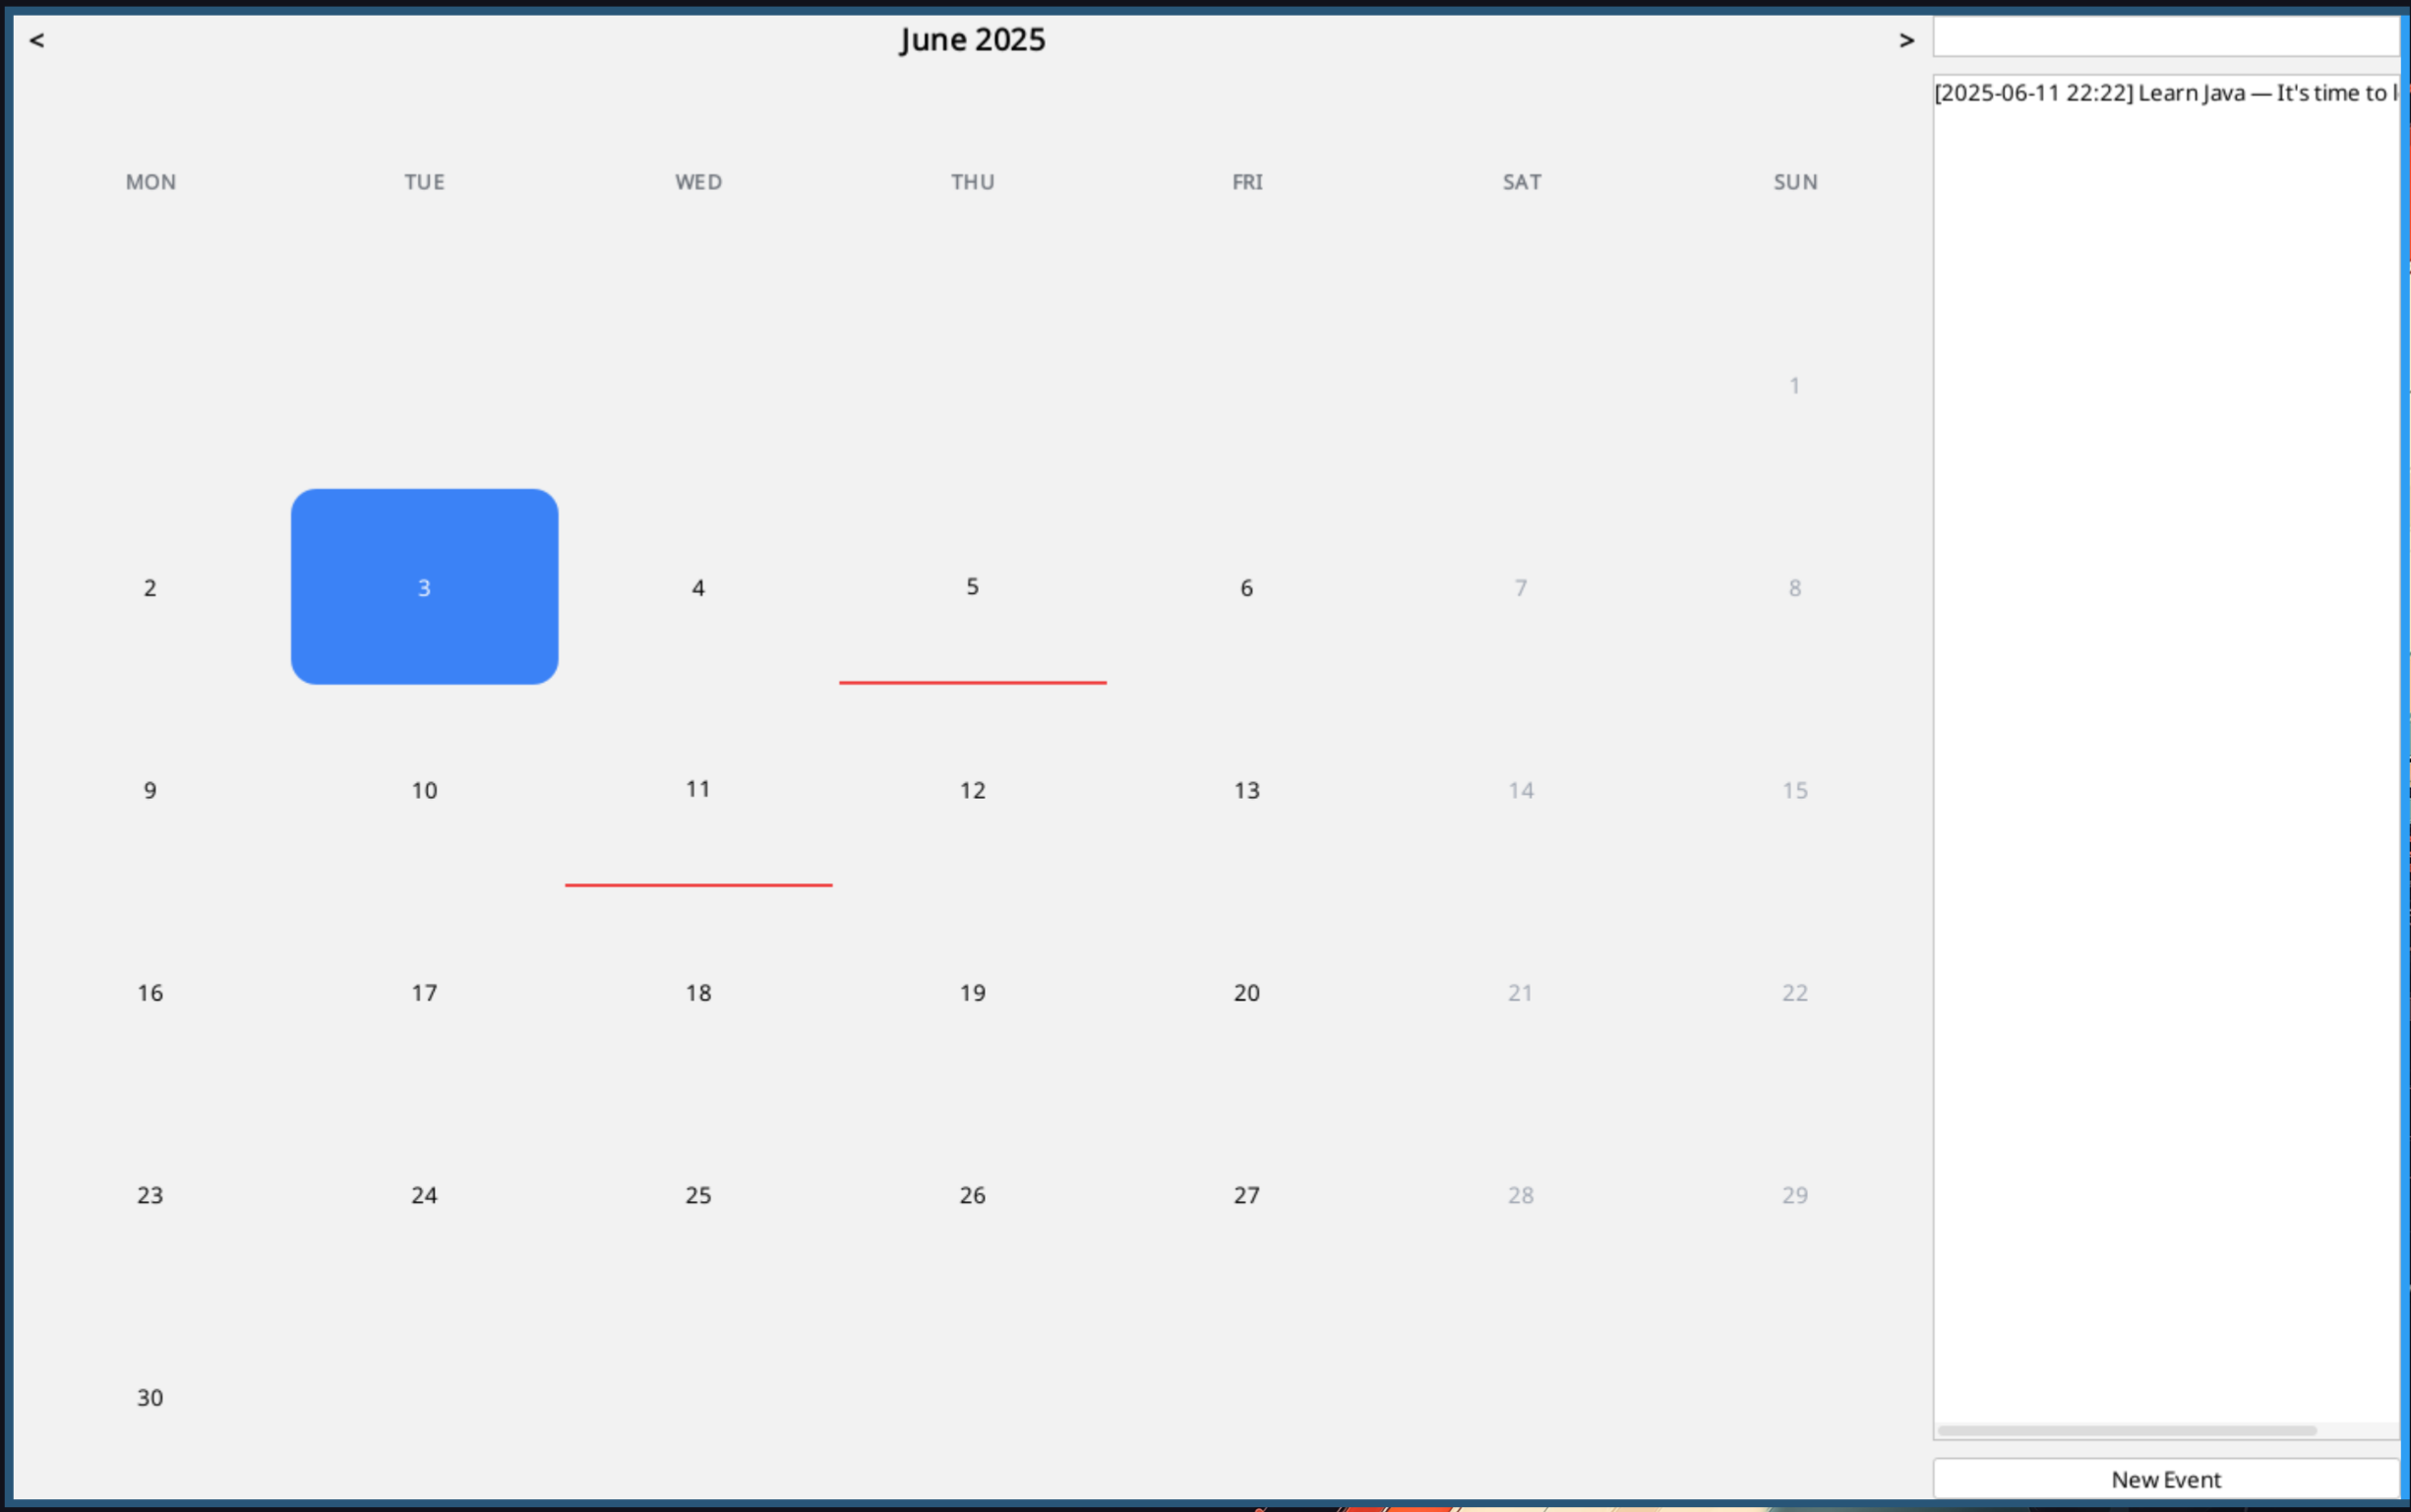 < June 2025 >
[2025-06-11 22:22] Learn Java — It's time to
MON TUE WED THU FRI SAT SUN
1
2 3 4 5 6 7 8
9 10 11 12 13 14 15
16 17 18 19 20 21 22
23 24 25 26 27 28 29
30
New Event